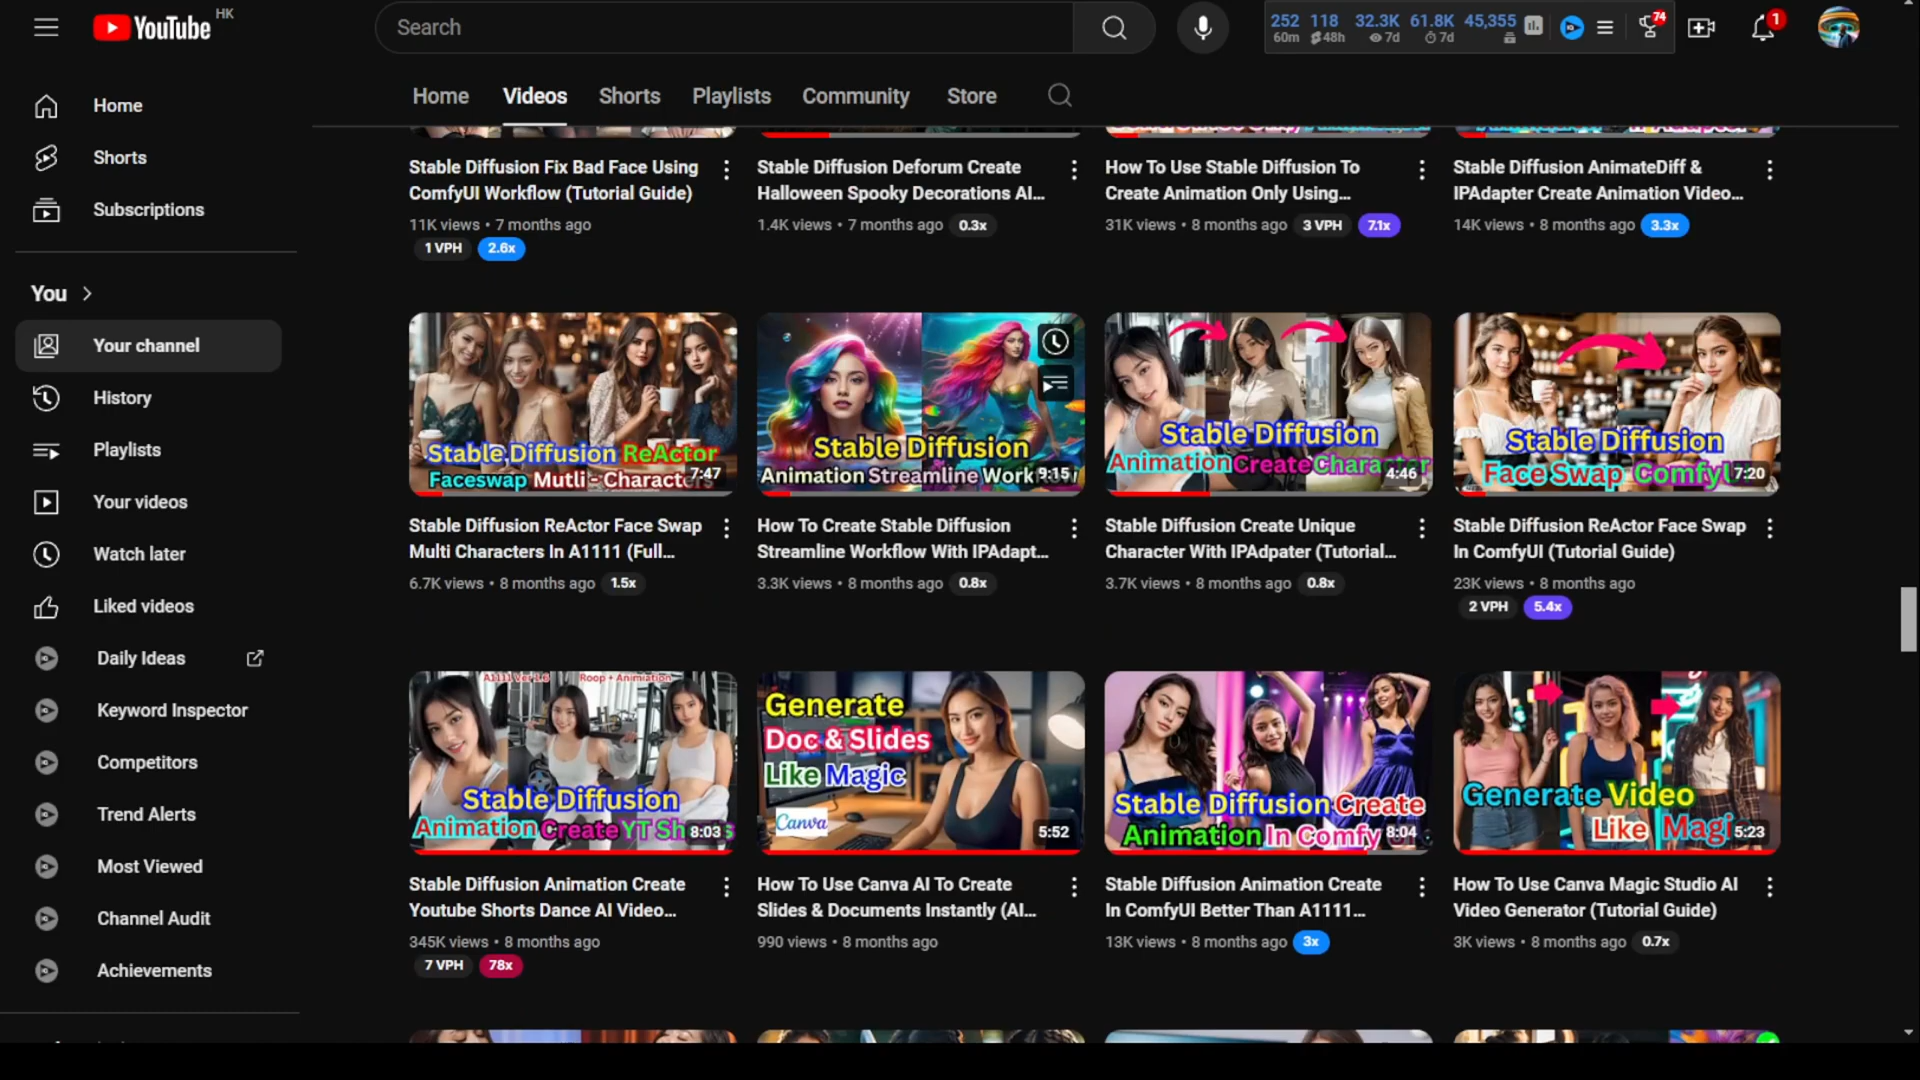 YouTube HK
Search
252 118 32.3K 61.8K 45,355
60m 48h 7d 7d
74
1
Home Videos Shorts Playlists Community Store
Home
Shorts
Subscriptions
You
Your channel
History
Playlists
Your videos
Watch later
Liked videos
Daily Ideas
Keyword Inspector
Competitors
Trend Alerts
Most Viewed
Channel Audit
Achievements
Stable Diffusion Fix Bad Face Using
ComfyUI Workflow (Tutorial Guide)
11K views • 7 months ago
1 VPH 2.6x
Stable Diffusion Deforum Create
Halloween Spooky Decorations AI...
1.4K views • 7 months ago 0.3x
How To Use Stable Diffusion To
Create Animation Only Using...
31K views • 8 months ago 3 VPH 7.1x
Stable Diffusion AnimateDiff &
IPAdapter Create Animation Video...
14K views • 8 months ago 3.3x
Stable Diffusion ReActor
Faceswap Mutli - Characters
7:47
Stable Diffusion ReActor Face Swap
Multi Characters In A1111 (Full...
6.7K views • 8 months ago 1.5x
Stable Diffusion
Animation Streamline Workflow
9:15
How To Create Stable Diffusion
Streamline Workflow With IPAdapt...
3.3K views • 8 months ago 0.8x
Stable Diffusion
Animation Create Character
4:46
Stable Diffusion Create Unique
Character With IPAdpater (Tutorial...
3.7K views • 8 months ago 0.8x
Stable Diffusion
Face Swap ComfyU
7:20
Stable Diffusion ReActor Face Swap
In ComfyUI (Tutorial Guide)
23K views • 8 months ago
2 VPH 5.4x
A1111 Ver 1.6 Roop + Animiation
Stable Diffusion
Animation Create YT Sh s
8:03
Stable Diffusion Animation Create
Youtube Shorts Dance AI Video...
345K views • 8 months ago
7 VPH 78x
Generate
Doc & Slides
Like Magic
Canva
5:52
How To Use Canva AI To Create
Slides & Documents Instantly (AI...
990 views • 8 months ago
Stable Diffusion Create
Animation In Comfy
8:04
Stable Diffusion Animation Create
In ComfyUI Better Than A1111...
13K views • 8 months ago 3x
Generate Video
Like Magi
5:23
How To Use Canva Magic Studio AI
Video Generator (Tutorial Guide)
3K views • 8 months ago 0.7x